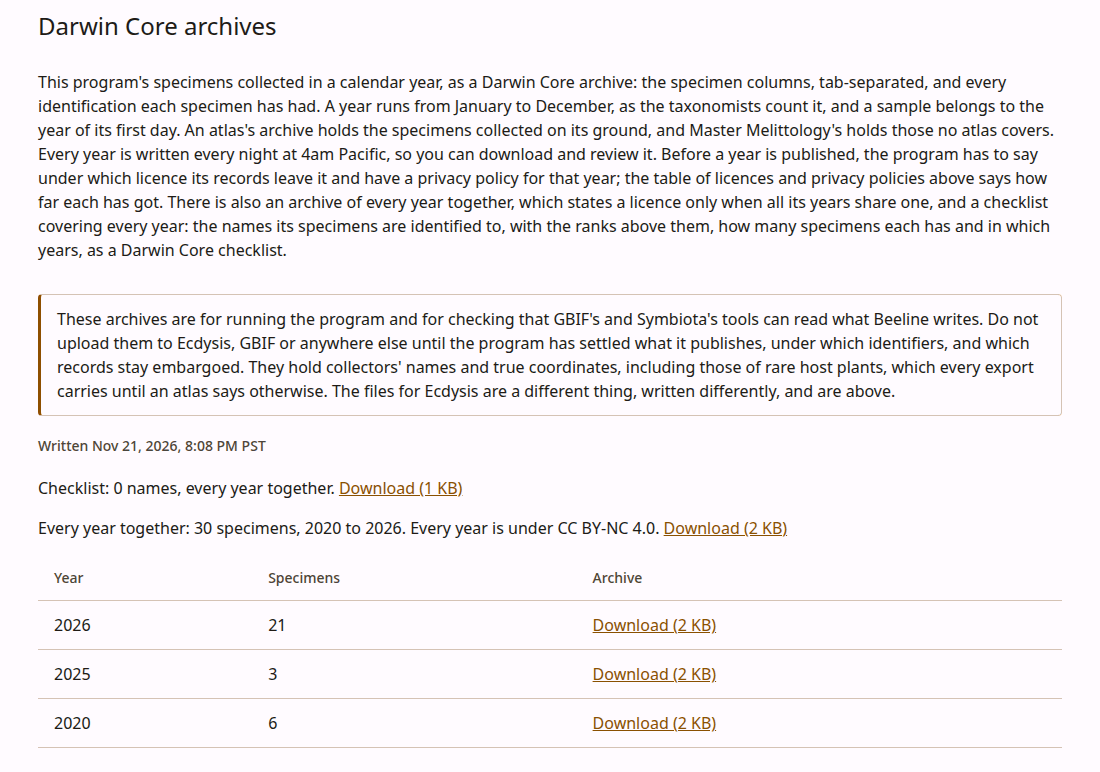 Darwin Core archives
This program's specimens collected in a calendar year, as a Darwin Core archive: the specimen columns, tab-separated, and every
identification each specimen has had. A year runs from January to December, as the taxonomists count it, and a sample belongs to the
year of its first day. An atlas's archive holds the specimens collected on its ground, and Master Melittology's holds those no atlas covers.
Every year is written every night at 4am Pacific, so you can download and review it. Before a year is published, the program has to say
under which licence its records leave it and have a privacy policy for that year; the table of licences and privacy policies above says how
far each has got. There is also an archive of every year together, which states a licence only when all its years share one, and a checklist
covering every year: the names its specimens are identified to, with the ranks above them, how many specimens each has and in which
years, as a Darwin Core checklist.
These archives are for running the program and for checking that GBIF's and Symbiota's tools can read what Beeline writes. Do not
upload them to Ecdysis, GBIF or anywhere else until the program has settled what it publishes, under which identifiers, and which
records stay embargoed. They hold collectors' names and true coordinates, including those of rare host plants, which every export
carries until an atlas says otherwise. The files for Ecdysis are a different thing, written differently, and are above.
Written Nov 21, 2026, 8:08 PM PST
Checklist: 0 names, every year together. Download (1 KB)
Every year together: 30 specimens, 2020 to 2026. Every year is under CC BY-NC 4.0. Download (2 KB)
Year Specimens Archive
2026 21 Download (2 KB)
2025 3 Download (2 KB)
2020 6 Download (2 KB)